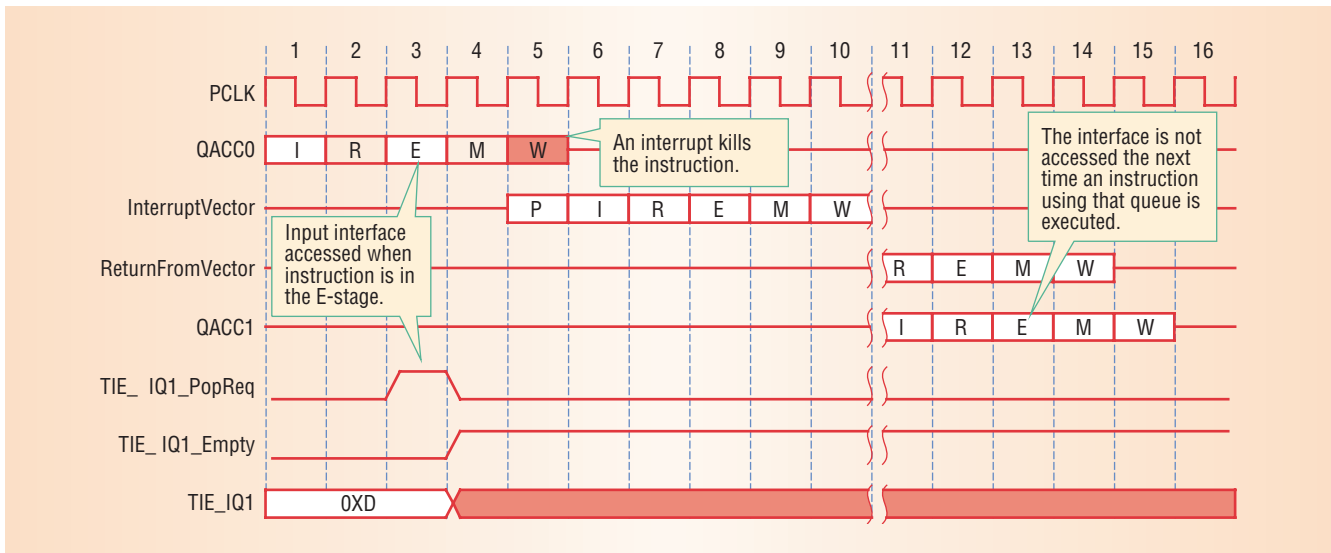 1 2 3 4 5 6 7 8 9 10 11 12 13 14 15 16
PCLK
QACC0 I R E M W
An interrupt kills
the instruction.
The interface is not
accessed the next
time an instruction
using that queue is
executed.
InterruptVector P I R E M W
Input interface
accessed when
instruction is in
the E-stage.
ReturnFromVector R E M W
QACC1 I R E M W
TIE_ IQ1_PopReq
TIE_ IQ1_Empty
TIE_IQ1 0XD